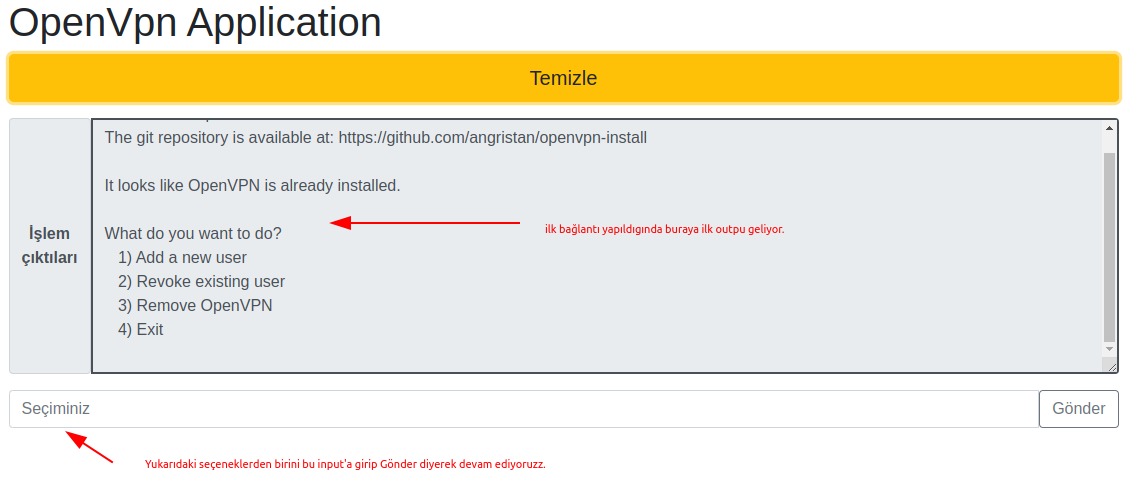 OpenVpn Application
Temizle
The git repository is available at: https://github.com/angristan/openvpn-install
It looks like OpenVPN is already installed.
İşlem çıktıları
What do you want to do?
ilk bağlantı yapıldıgında buraya ilk outpu geliyor.
1) Add a new user
2) Revoke existing user
3) Remove OpenVPN
4) Exit
Seçiminiz
Gönder
Yukarıdaki seçeneklerden birini bu input'a girip Gönder diyerek devam ediyoruzz.